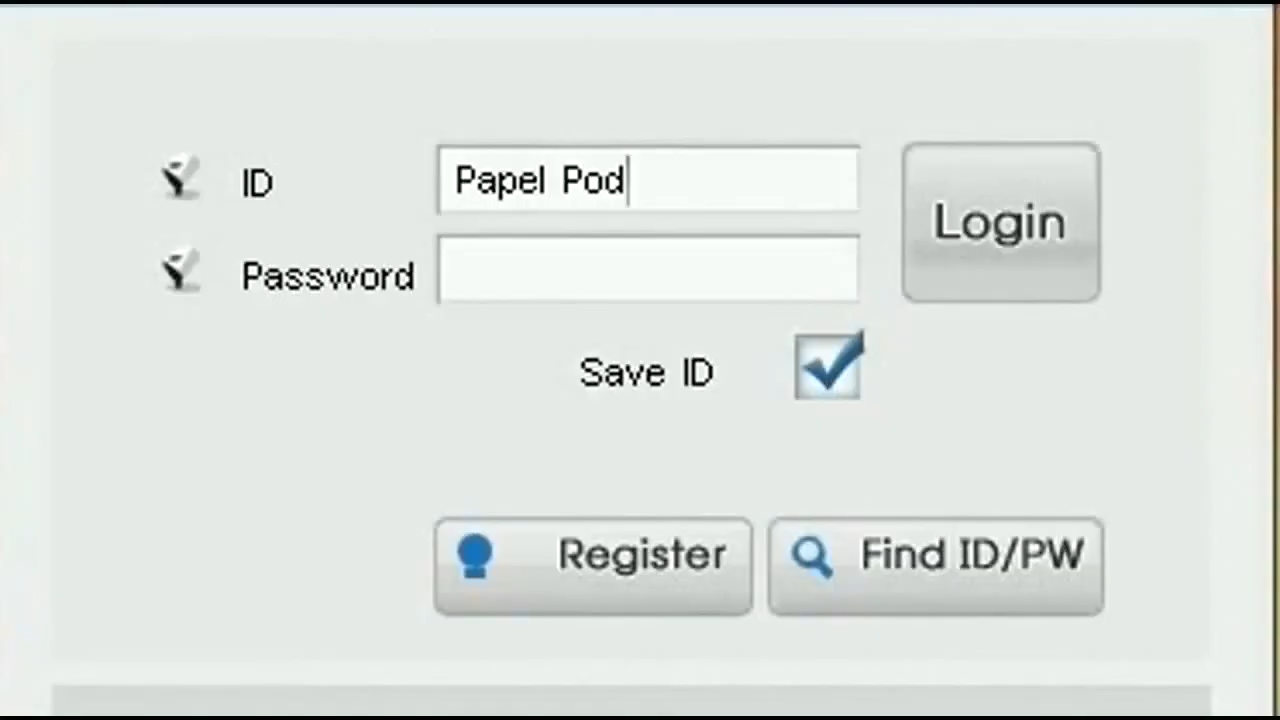 ID
Papel Pod
Login
Password
Save ID
Register
Find ID/PW